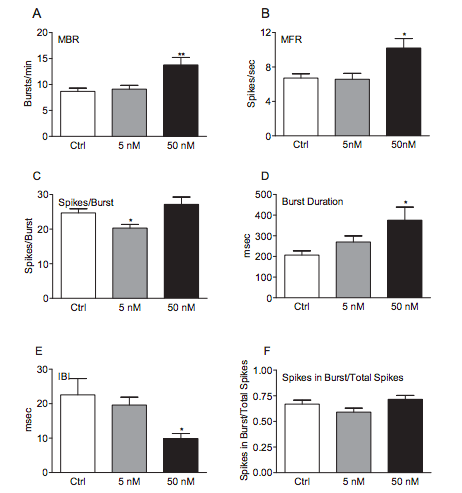 A
MBR
Bursts/min
20
15
10
5
0
**
Ctrl 5 nM 50 nM
B
MFR
Spikes/sec
12
8
4
0
*
Ctrl 5nM 50nM
C
Spikes/Burst
Spikes/Burst
30
20
10
0
*
Ctrl 5 nM 50 nM
D
Burst Duration
msec
500
400
300
200
100
0
*
Ctrl 5 nM 50 nM
E
IBI
msec
30
20
10
0
*
Ctrl 5 nM 50 nM
F
Spikes in Burst/Total Spikes
Spikes in Burst/Total Spikes
1.00
0.75
0.50
0.25
0.00
Ctrl 5 nM 50 nM